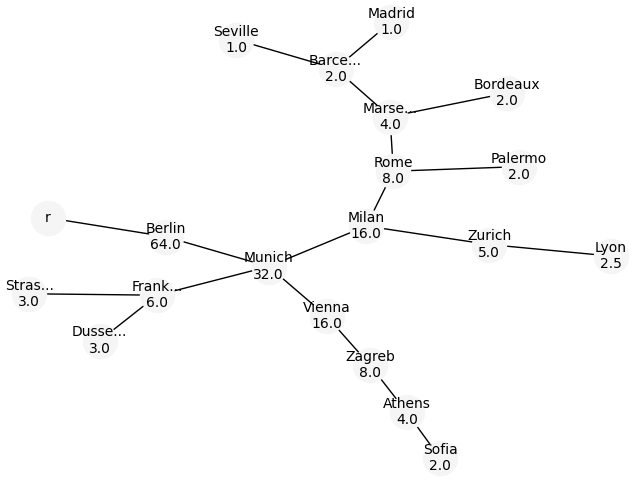 Madrid
1.0
Seville
1.0
Barce...
2.0
Bordeaux
2.0
Marse...
4.0
Rome
8.0
Palermo
2.0
r
Berlin
64.0
Milan
16.0
Zurich
5.0
Lyon
2.5
Munich
32.0
Stras...
3.0
Frank...
6.0
Vienna
16.0
Dusse...
3.0
Zagreb
8.0
Athens
4.0
Sofia
2.0